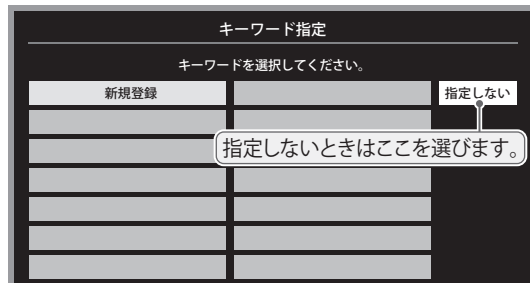 キーワード指定
キーワードを選択してください。
新規登録
指定しない
指定しないときはここを選びます。